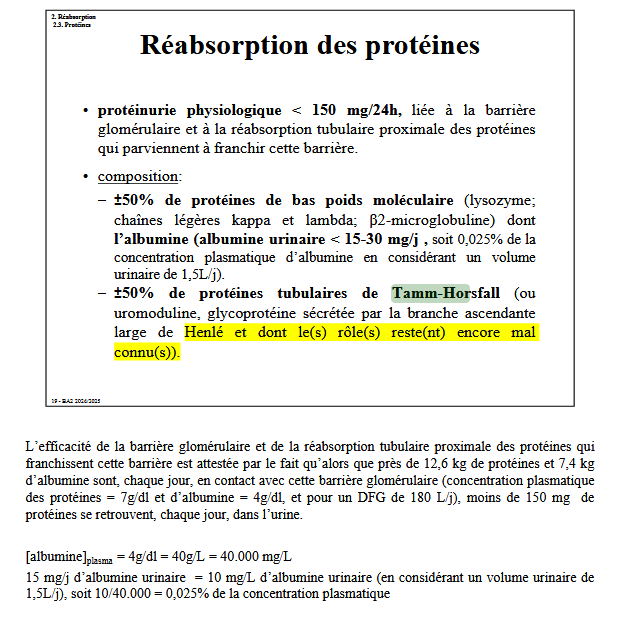 2. Réabsorption
2.3. Protéines
Réabsorption des protéines
• protéinurie physiologique < 150 mg/24h, liée à la barrière
glomérulaire et à la réabsorption tubulaire proximale des protéines
qui parviennent à franchir cette barrière.
• composition:
– ±50% de protéines de bas poids moléculaire (lysozyme;
chaînes légères kappa et lambda; β2-microglobuline) dont
l’albumine (albumine urinaire < 15-30 mg/j , soit 0,025% de la
concentration plasmatique d’albumine en considérant un volume
urinaire de 1,5L/j).
– ±50% de protéines tubulaires de Tamm-Horsfall (ou
uromoduline, glycoprotéine sécrétée par la branche ascendante
large de Henlé et dont le(s) rôle(s) reste(nt) encore mal
connu(s)).
19 - BA2 2024/2025
L’efficacité de la barrière glomérulaire et de la réabsorption tubulaire proximale des protéines qui
franchissent cette barrière est attestée par le fait qu’alors que près de 12,6 kg de protéines et 7,4 kg
d’albumine sont, chaque jour, en contact avec cette barrière glomérulaire (concentration plasmatique
des protéines = 7g/dl et d’albumine = 4g/dl, et pour un DFG de 180 L/j), moins de 150 mg de
protéines se retrouvent, chaque jour, dans l’urine.
[albumine]plasma = 4g/dl = 40g/L = 40.000 mg/L
15 mg/j d’albumine urinaire = 10 mg/L d’albumine urinaire (en considérant un volume urinaire de
1,5L/j), soit 10/40.000 = 0,025% de la concentration plasmatique